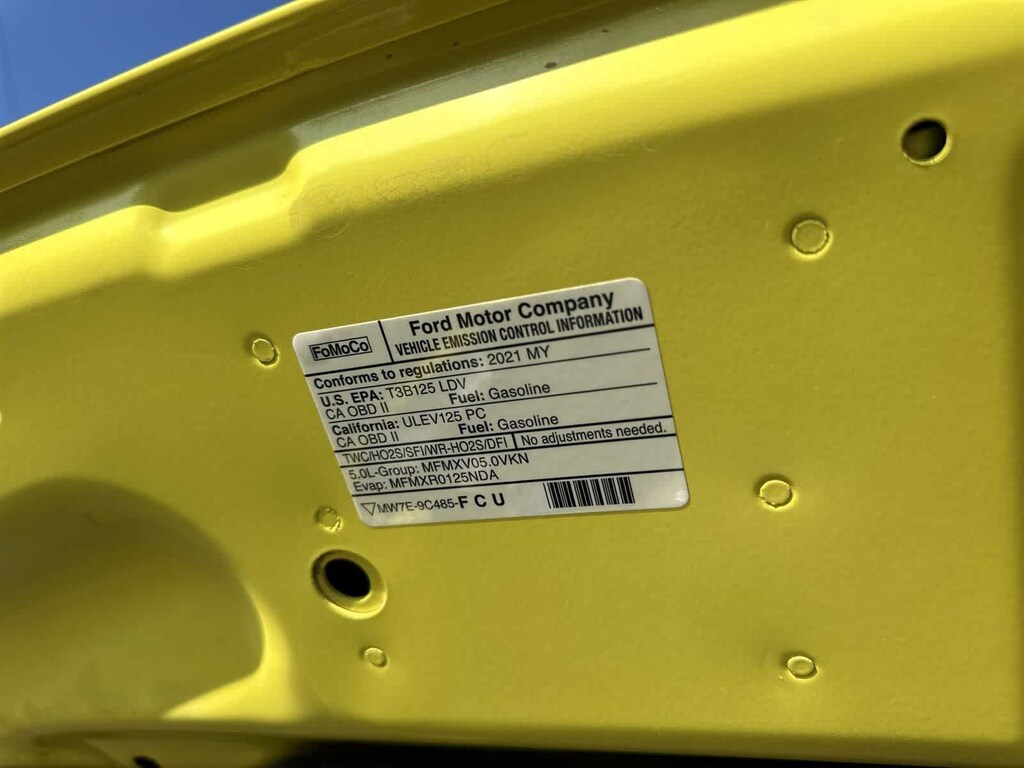 FoMoCo
Ford Motor Company
VEHICLE EMISSION CONTROL INFORMATION
Conforms to regulations: 2021 MY
U.S. EPA: T3B125 LDV
CA OBD II Fuel: Gasoline
California: ULEV125 PC
CA OBD II Fuel: Gasoline
TWC/HO2S/SFI/WR-HO2S/DFI No adjustments needed.
5.0L-Group: MFMXV05.0VKN
Evap: MFMXR0125NDA
MW7E-9C485-F C U